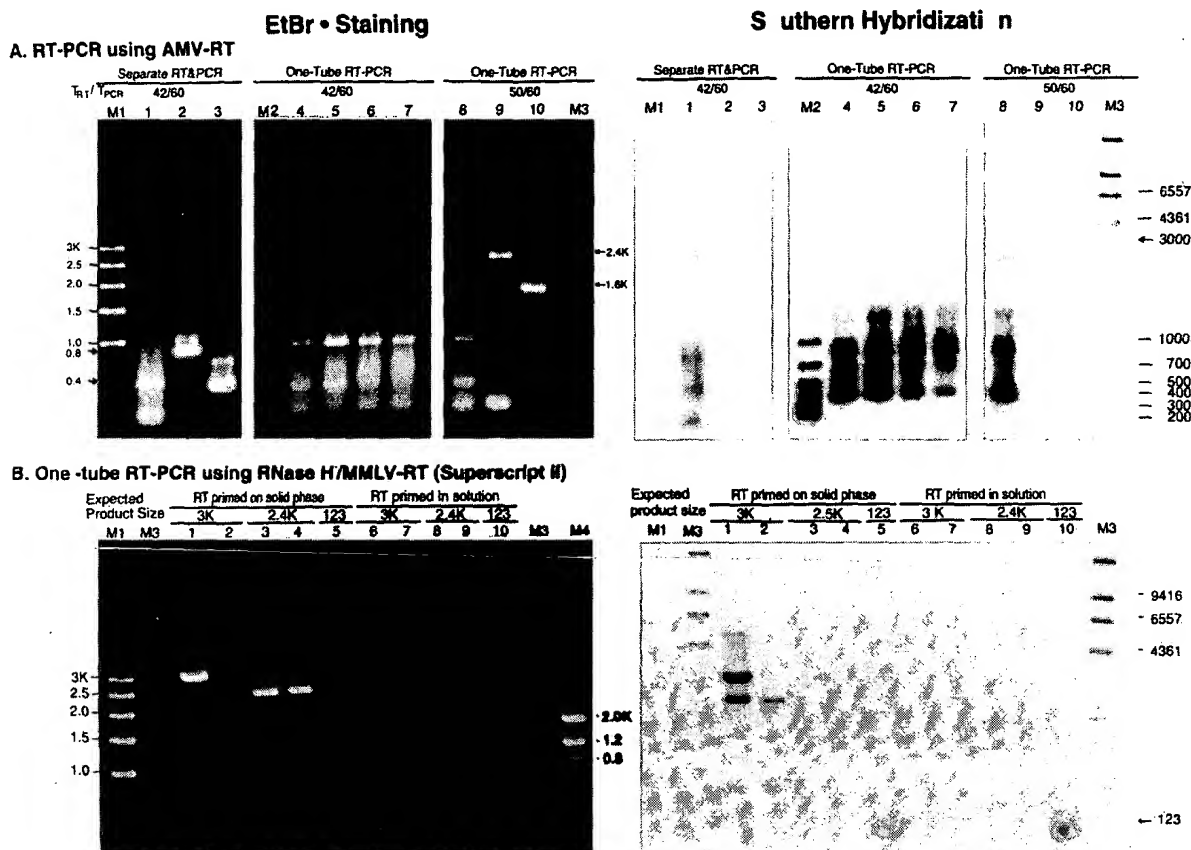 EtBr • Staining
S uthern Hybridizati n
A. RT-PCR using AMV-RT
Separate RT&PCR
One-Tube RT-PCR
One-Tube RT-PCR
TRT/TPCR
42/60
42/60
50/60
M1 1 2 3
M2 4 5 6 7
8 9 10 M3
3K
2.5
2.0
1.5
1.0
0.8
0.4
2.4K
1.6K
Separate RT&PCR
One-Tube RT-PCR
One-Tube RT-PCR
42/60
42/60
50/60
M1 1 2 3
M2 4 5 6 7
8 9 10 M3
6557
4361
3000
1000
700
500
400
300
200
B. One -tube RT-PCR using RNase H-/MMLV-RT (Superscript II)
Expected Product Size
RT primed on solid phase
RT primed in solution
3K 2.4K 123 3K 2.4K 123
M1 M3 1 2 3 4 5 6 7 8 9 10 M3 M4
3K
2.5
2.0
1.5
1.0
2.0K
1.2
0.8
Expected product size
RT primed on solid phase
RT primed in solution
3K 2.5K 123 3 K 2.4K 123
M1 M3 1 2 3 4 5 6 7 8 9 10 M3
9416
6557
4361
123